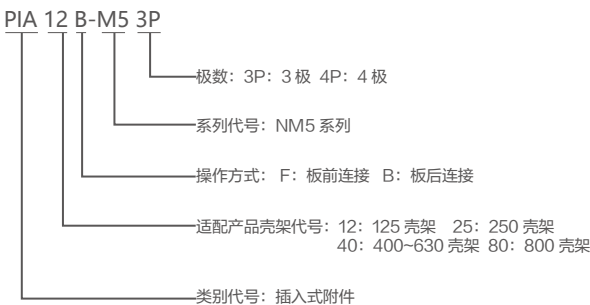 PIA 12 B-M5 3P
极数：3P：3 极 4P：4 极
系列代号：NM5 系列
操作方式： F：板前连接 B：板后连接
适配产品壳架代号：12：125 壳架 25：250 壳架
40：400~630 壳架 80：800 壳架
类别代号：插入式附件